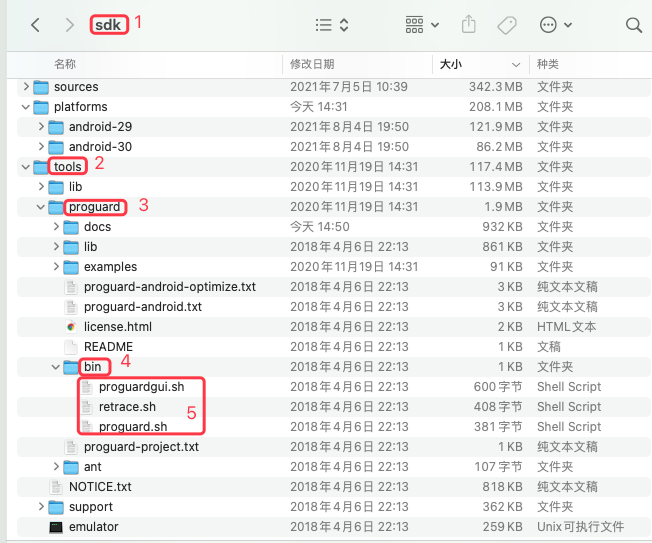 sdk 1
名称 修改日期 大小 种类
sources 2021年7月5日 10:39 342.3 MB 文件夹
platforms 今天 14:31 208.1 MB 文件夹
android-29 2021年8月4日 19:50 121.9 MB 文件夹
android-30 2021年8月4日 19:50 86.2 MB 文件夹
tools 2 2020年11月19日 14:31 117.4 MB 文件夹
lib 2020年11月19日 14:31 113.9 MB 文件夹
proguard 3 2020年11月19日 14:31 1.9 MB 文件夹
docs 今天 14:50 932 KB 文件夹
lib 2018年4月6日 22:13 861 KB 文件夹
examples 2020年11月19日 14:31 91 KB 文件夹
proguard-android-optimize.txt 2018年4月6日 22:13 3 KB 纯文本文稿
proguard-android.txt 2018年4月6日 22:13 3 KB 纯文本文稿
license.html 2018年4月6日 22:13 2 KB HTML文本
README 2018年4月6日 22:13 1 KB 文稿
bin 4 2018年4月6日 22:13 1 KB 文件夹
proguardgui.sh 2018年4月6日 22:13 600 字节 Shell Script
retrace.sh 5 2018年4月6日 22:13 408 字节 Shell Script
proguard.sh 2018年4月6日 22:13 381 字节 Shell Script
proguard-project.txt 2018年4月6日 22:13 1 KB 纯文本文稿
ant 2018年4月6日 22:13 107 字节 文件夹
NOTICE.txt 2018年4月6日 22:13 818 KB 纯文本文稿
support 2018年4月6日 22:13 362 KB 文件夹
emulator 2018年4月6日 22:13 259 KB Unix可执行文件